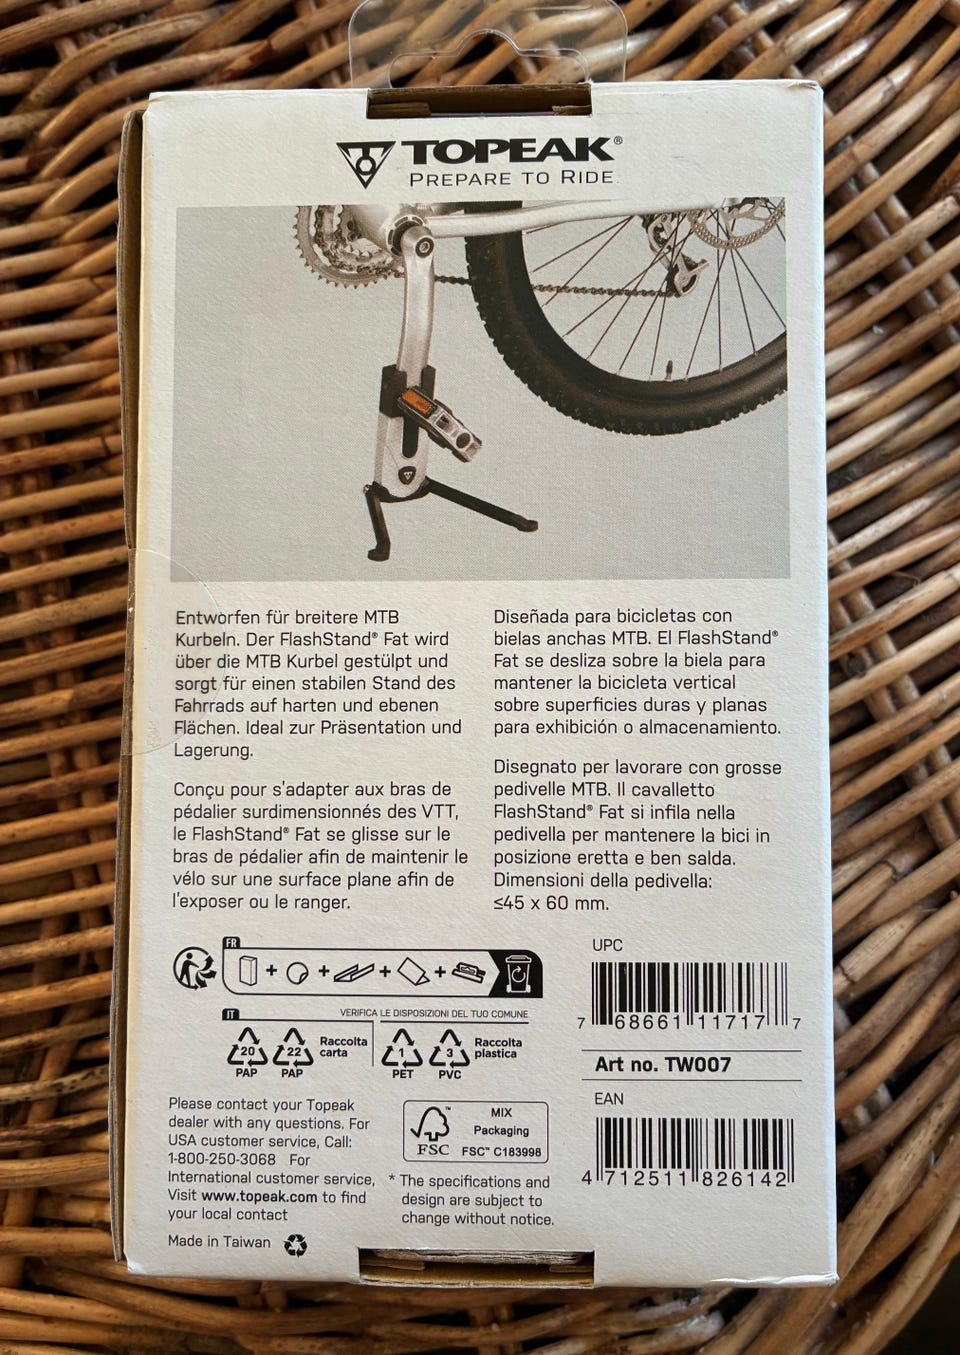 TOPEAK®
PREPARE TO RIDE
Entworfen für breitere MTB
Kurbeln. Der FlashStand® Fat wird
über die MTB Kurbel gestülpt und
sorgt für einen stabilen Stand des
Fahrrads auf harten und ebenen
Flächen. Ideal zur Präsentation und
Lagerung.
Conçu pour s'adapter aux bras de
pédalier surdimensionnés des VTT,
le FlashStand® Fat se glisse sur le
bras de pédalier afin de maintenir le
vélo sur une surface plane afin de
l'exposer ou le ranger.
Diseñada para bicicletas con
bielas anchas MTB. El FlashStand®
Fat se desliza sobre la biela para
mantener la bicicleta vertical
sobre superficies duras y planas
para exhibición o almacenamiento.
Disegnato per lavorare con grosse
pedivelle MTB. Il cavalletto
FlashStand® Fat si infila nella
pedivella per mantenere la bici in
posizione eretta e ben salda.
Dimensioni della pedivella:
≤45 x 60 mm.
FR
+ + + +
IT
VERIFICA LE DISPOSIZIONI DEL TUO COMUNE
20
PAP
22
PAP
Raccolta
carta
1
PET
3
PVC
Raccolta
plastica
Please contact your Topeak
dealer with any questions. For
USA customer service, Call:
1-800-250-3068 For
International customer service,
Visit www.topeak.com to find
your local contact
Made in Taiwan
FSC™
MIX
Packaging
FSC™ C183998
* The specifications and
design are subject to
change without notice.
UPC
7 68661 11717 7
Art no. TW007
EAN
4 712511 826142